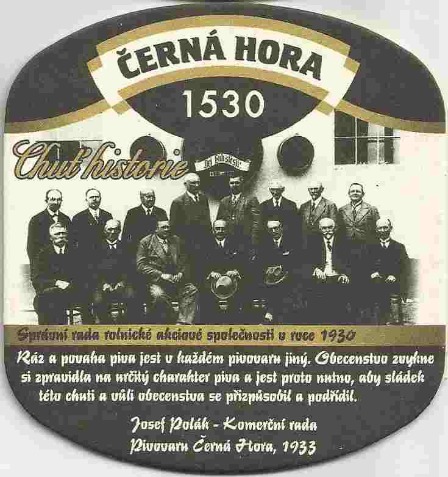 ČERNÁ HORA
1530
Chuť historie
Správní rada rolnické akciové společnosti v roce 1930
Ráz a povaha piva jest v každém pivovaru jiný. Obecenstvo zvykne
si zpravidla na určitý charakter piva a jest proto nutno, aby sládek
této chuti a vůli obecenstva se přizpůsobil a podřídil.
Josef Polák - Komerční rada
Pivovaru Černá Hora, 1933